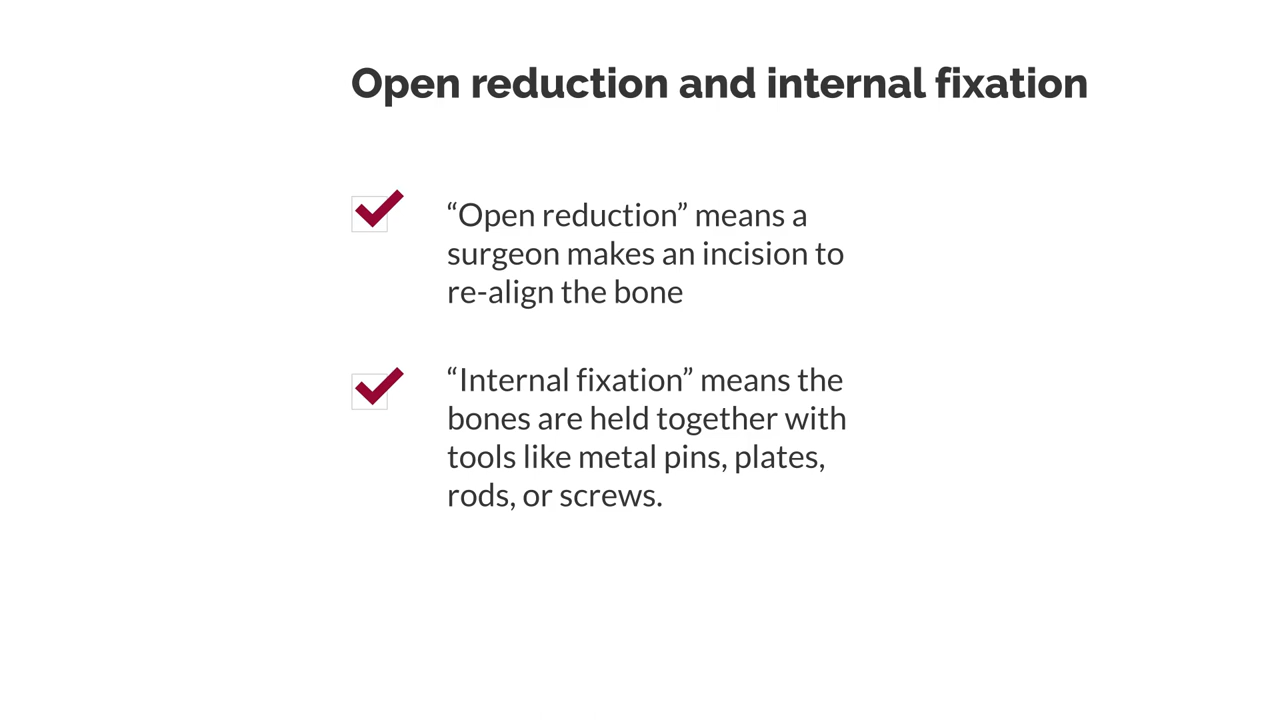 Open reduction and internal fixation
“Open reduction” means a
surgeon makes an incision to
re-align the bone
“Internal fixation” means the
bones are held together with
tools like metal pins, plates,
rods, or screws.